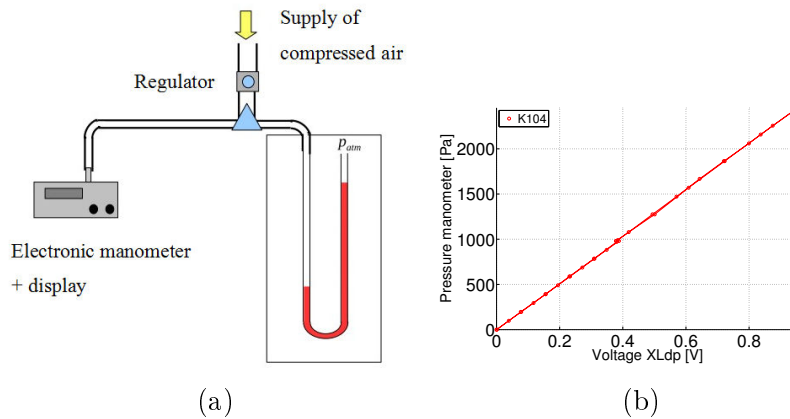 Supply of
compressed air
Regulator
p_atm
Electronic manometer
+ display
(a)
K104
Pressure manometer [Pa]
2000
1500
1000
500
0
0 0.2 0.4 0.6 0.8
Voltage XLdp [V]
(b)